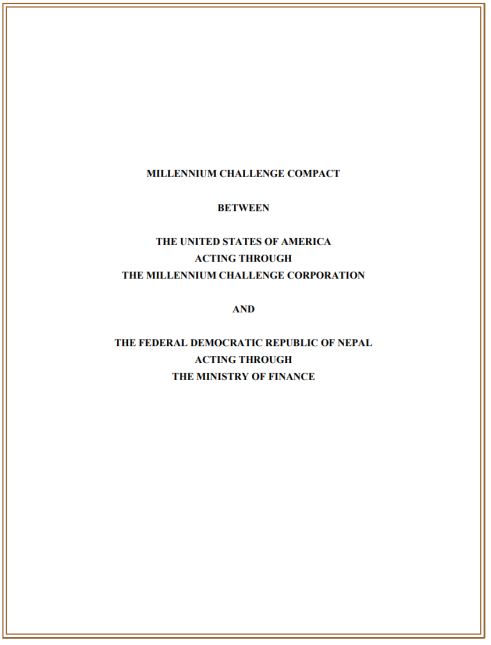 MILLENNIUM CHALLENGE COMPACT
BETWEEN
THE UNITED STATES OF AMERICA
ACTING THROUGH
THE MILLENNIUM CHALLENGE CORPORATION
AND
THE FEDERAL DEMOCRATIC REPUBLIC OF NEPAL
ACTING THROUGH
THE MINISTRY OF FINANCE